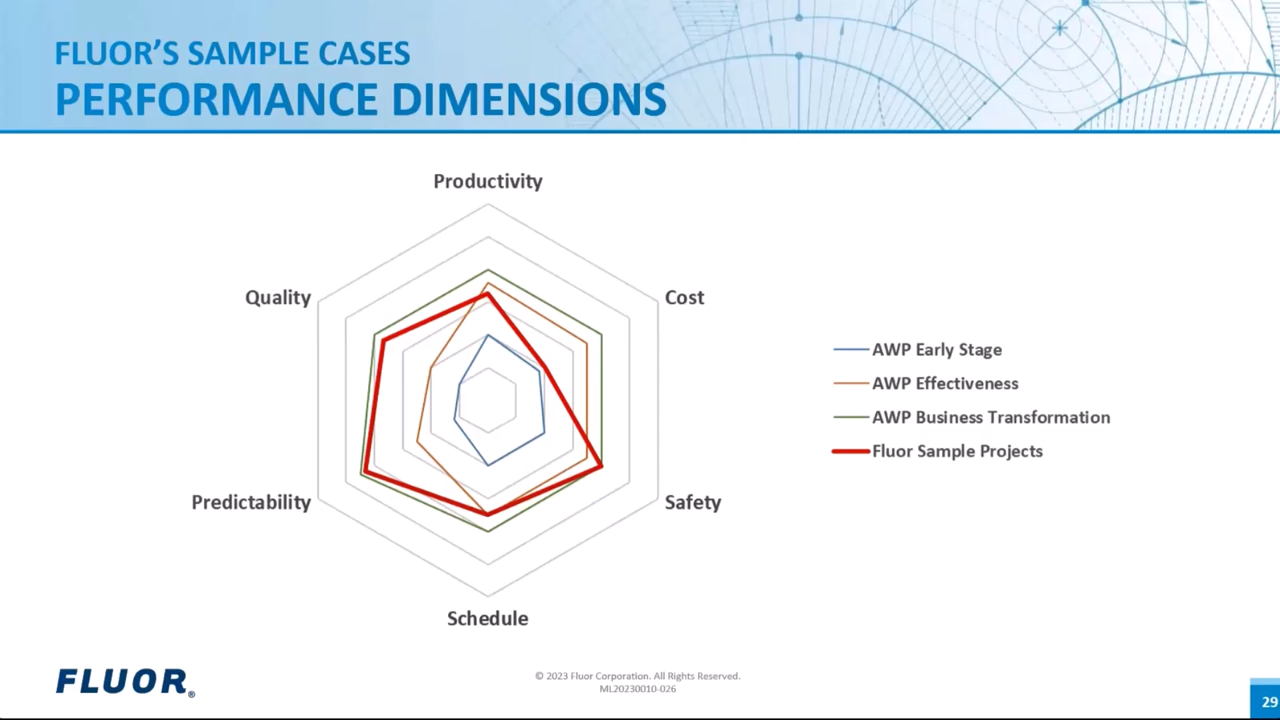 FLUOR’S SAMPLE CASES
PERFORMANCE DIMENSIONS
Productivity
Quality
Cost
Predictability
Safety
Schedule
AWP Early Stage
AWP Effectiveness
AWP Business Transformation
Fluor Sample Projects
FLUOR®
© 2023 Fluor Corporation. All Rights Reserved.
ML20230010-026
29